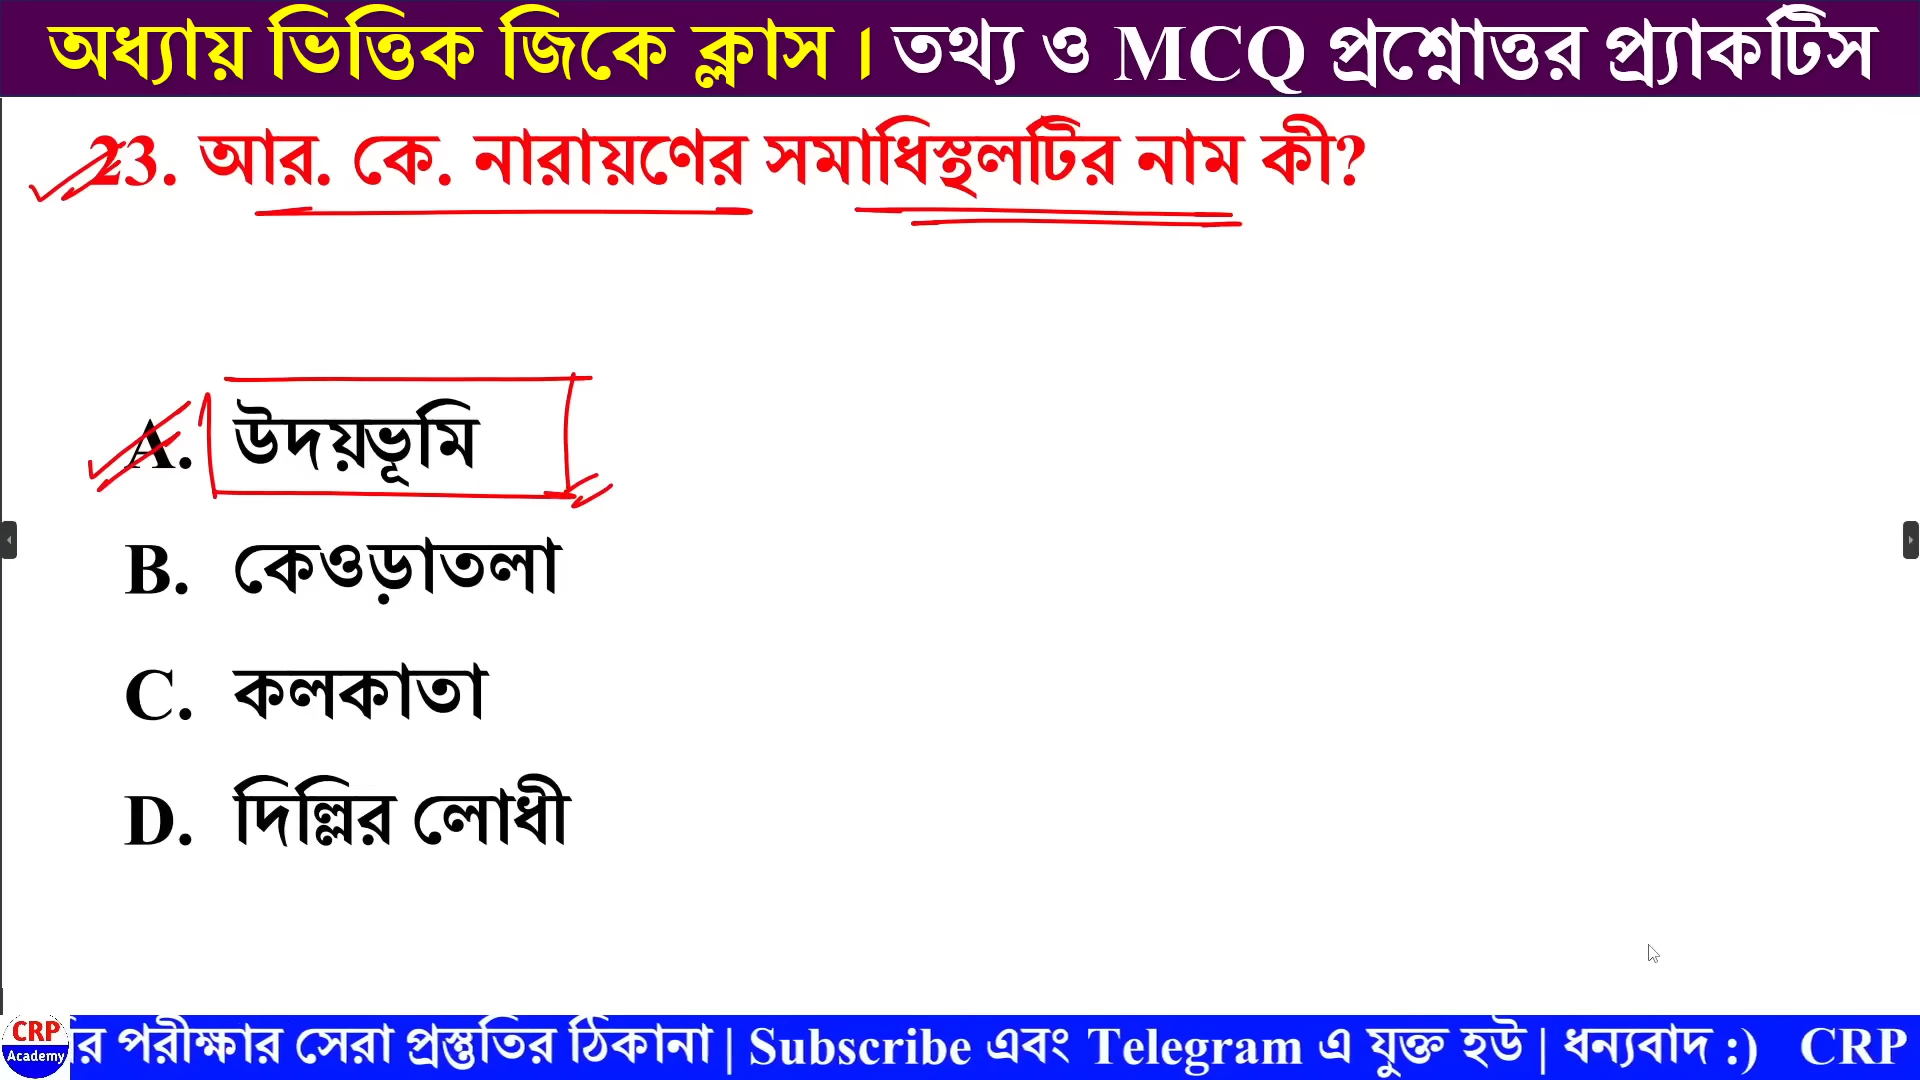 অধ্যায় ভিত্তিক জিকে ক্লাস । তথ্য ও MCQ প্রশ্নোত্তর প্র্যাকটিস
23. আর. কে. নারায়ণের সমাধিস্থলটির নাম কী?
A. উদয়ভূমি
B. কেওড়াতলা
C. কলকাতা
D. দিল্লির লোধী
CRP Academy
র পরীক্ষার সেরা প্রস্তুতির ঠিকানা | Subscribe এবং Telegram এ যুক্ত হউ | ধন্যবাদ :) CRP